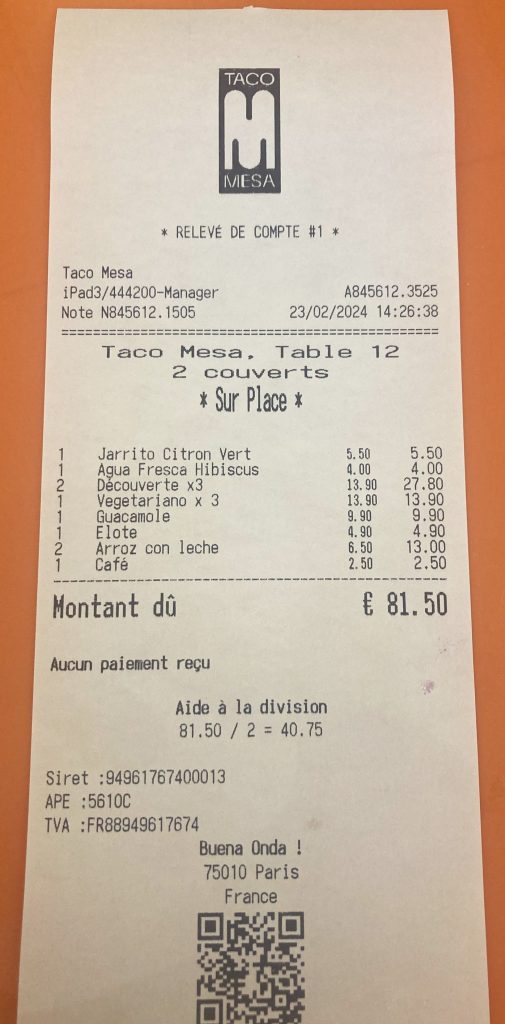 TACO
MESA
* RELEVÉ DE COMPTE #1 *
Taco Mesa
iPad3/444200-Manager A845612.3525
Note N845612.1505 23/02/2024 14:26:38
================================================
Taco Mesa, Table 12
2 couverts
* Sur Place *
1 Jarrito Citron Vert 5.50 5.50
1 Agua Fresca Hibiscus 4.00 4.00
2 Découverte x3 13.90 27.80
1 Vegetariano x 3 13.90 13.90
1 Guacamole 9.90 9.90
1 Elote 4.90 4.90
2 Arroz con leche 6.50 13.00
1 Café 2.50 2.50
------------------------------------------------
Montant dû € 81.50
Aucun paiement reçu
Aide à la division
81.50 / 2 = 40.75
Siret :94961767400013
APE :5610C
TVA :FR88949617674
Buena Onda !
75010 Paris
France